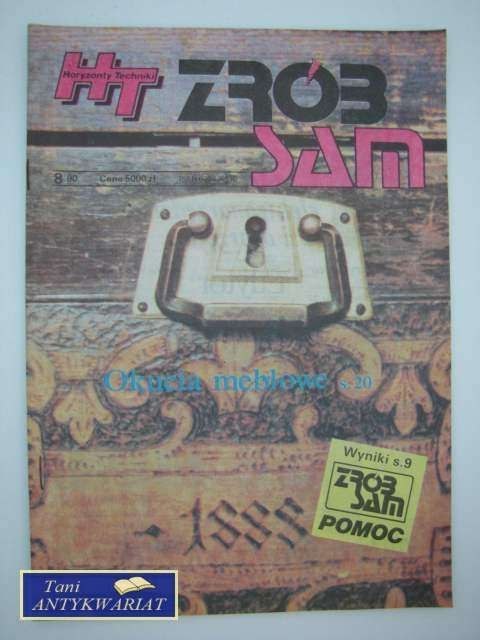 HT
Horyzonty Techniki
ZRÓB
SAM
8'90 Cena 5000 zł
Okucia meblowe s.20
Wyniki s.9
ZRÓB
SAM
POMOC
- 1888
Tani
ANTYKWARIAT